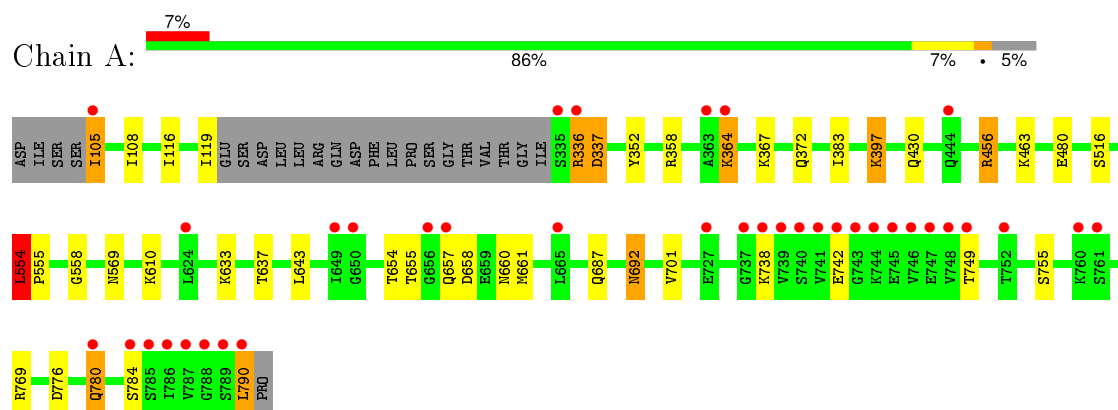 7%
Chain A:
86% 7% • 5%
ASP ILE SER SER I105 I108 I116 I119 GLU SER ASP LEU LEU ARG GLN ASP PHE LEU PRO SER GLY THR VAL THR GLY ILE S335 R336 D337 Y352 R358 A363 K364 K367 Q372 I383 K397 Q430 Q444 R456 K463 E480 S516
L554 P555 G558 N569 K610 L624 K633 T637 L643 I649 G650 T654 T655 G656 Q657 D658 E659 N660 M661 L665 Q687 N692 V701 E727 G737 K738 V739 S740 V741 E742 G743 K744 E745 V746 E747 V748 T749 T752 S755 K760 S761
R769 D776 Q780 S784 S785 I786 V787 G788 S789 L790 PRO